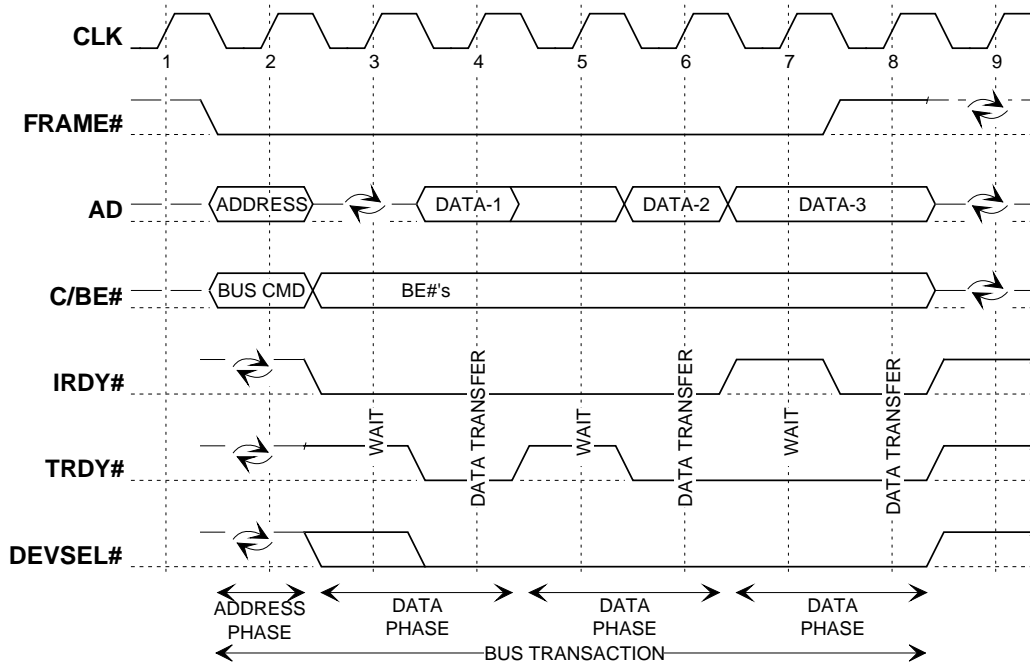 CLK
1 2 3 4 5 6 7 8 9
FRAME#
AD
ADDRESS DATA-1 DATA-2 DATA-3
C/BE#
BUS CMD BE#'s
IRDY#
WAIT DATA TRANSFER WAIT DATA TRANSFER WAIT DATA TRANSFER
TRDY#
DEVSEL#
ADDRESS DATA DATA DATA
PHASE PHASE PHASE PHASE
BUS TRANSACTION